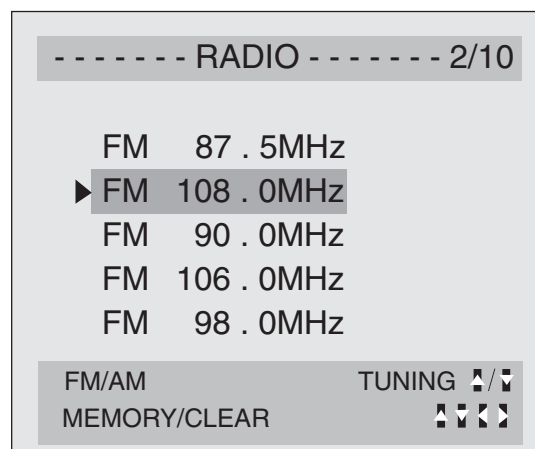 - - - - - - - RADIO - - - - - - - 2/10
FM 87 . 5MHz
FM 108 . 0MHz
FM 90 . 0MHz
FM 106 . 0MHz
FM 98 . 0MHz
FM/AM TUNING /
MEMORY/CLEAR